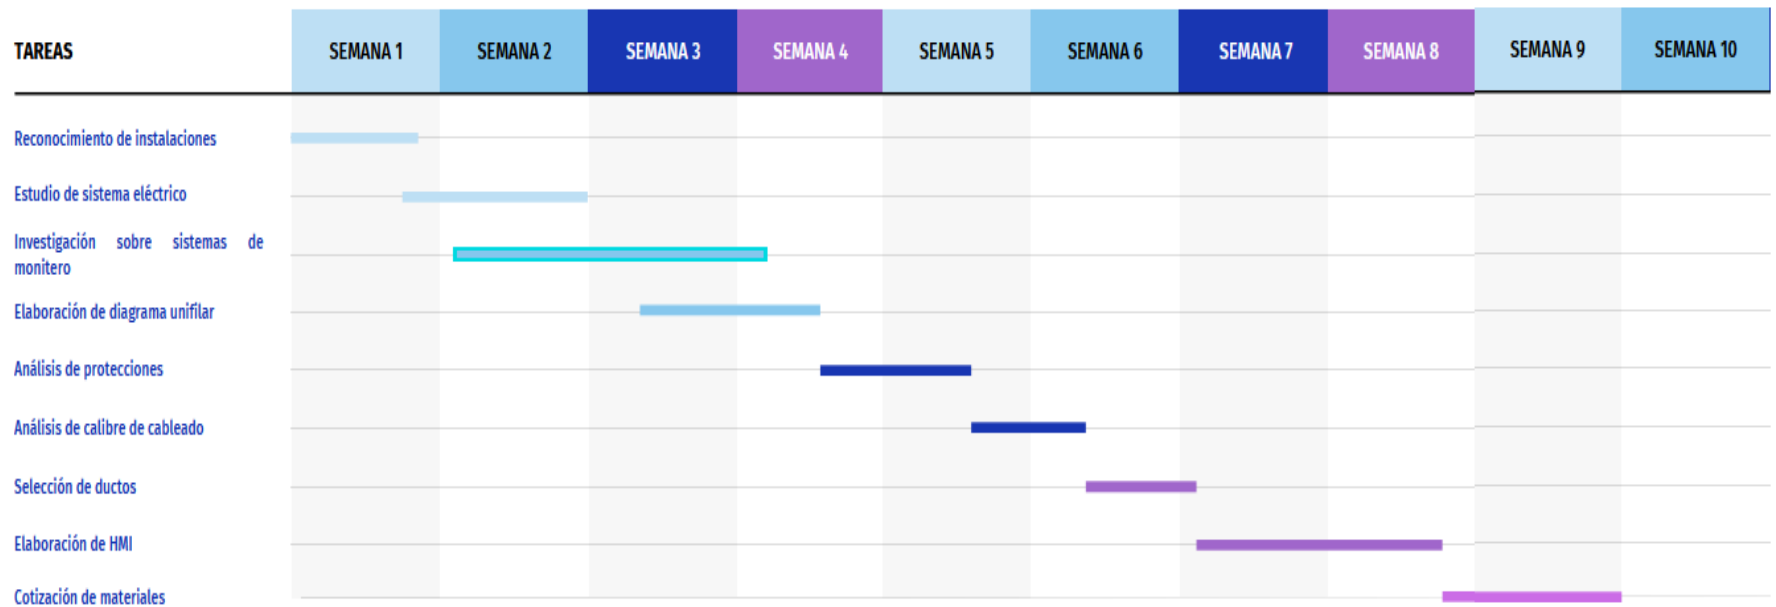 TAREAS SEMANA 1 SEMANA 2 SEMANA 3 SEMANA 4 SEMANA 5 SEMANA 6 SEMANA 7 SEMANA 8 SEMANA 9 SEMANA 10
Reconocimiento de instalaciones
Estudio de sistema eléctrico
Investigación sobre sistemas de
monitero
Elaboración de diagrama unifilar
Análisis de protecciones
Análisis de calibre de cableado
Selección de ductos
Elaboración de HMI
Cotización de materiales